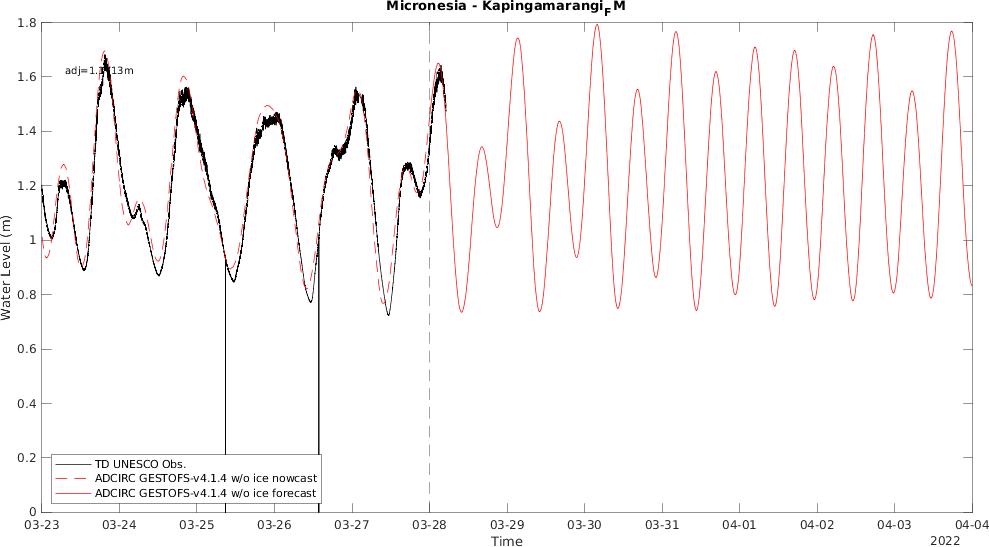 Micronesia - Kapingamarangi_FM
adj=1.1
13m
1.8
1.6
1.4
1.2
1
0.8
0.6
0.4
0.2
0
Water Level (m)
TD UNESCO Obs.
ADCIRC GESTOFS-v4.1.4 w/o ice nowcast
ADCIRC GESTOFS-v4.1.4 w/o ice forecast
03-23 03-24 03-25 03-26 03-27 03-28 03-29 03-30 03-31 04-01 04-02 04-03 04-04
Time
2022